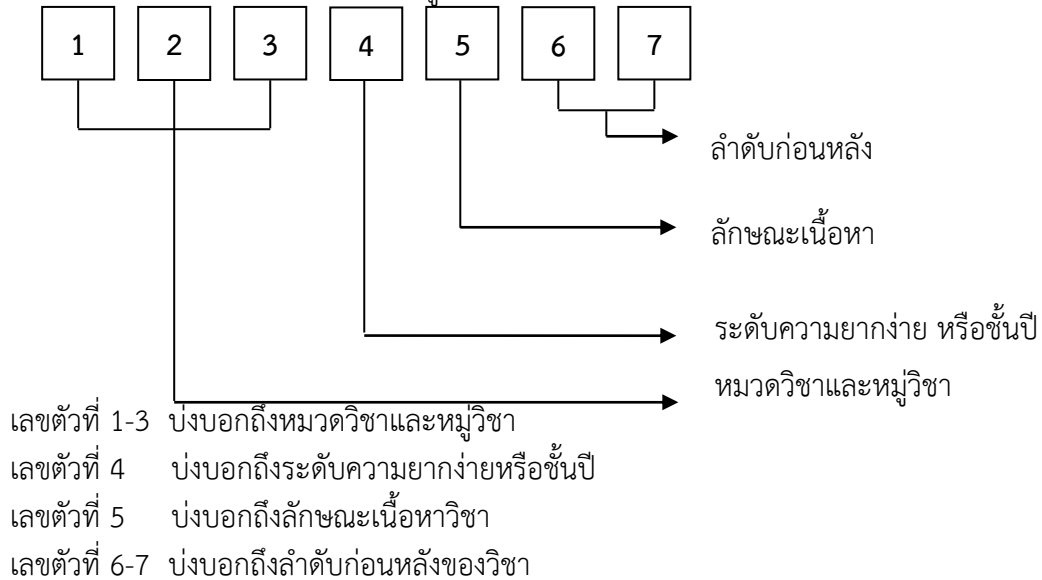 1 2 3 4 5 6 7
ลำดับก่อนหลัง
ลักษณะเนื้อหา
ระดับความยากง่าย หรือชั้นปี
หมวดวิชาและหมู่วิชา
เลขตัวที่ 1-3 บ่งบอกถึงหมวดวิชาและหมู่วิชา
เลขตัวที่ 4 บ่งบอกถึงระดับความยากง่ายหรือชั้นปี
เลขตัวที่ 5 บ่งบอกถึงลักษณะเนื้อหาวิชา
เลขตัวที่ 6-7 บ่งบอกถึงลำดับก่อนหลังของวิชา